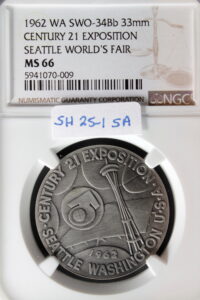 1962 WA SWO-34Bb 33mm
CENTURY 21 EXPOSITION
SEATTLE WORLD'S FAIR
MS 66
5941070-009
NUMISMATIC GUARANTY CORPORATION
NGC
SH 25-1 SA
CENTURY 21 EXPOSITION
SEATTLE WASHINGTON U.S.A.
1962